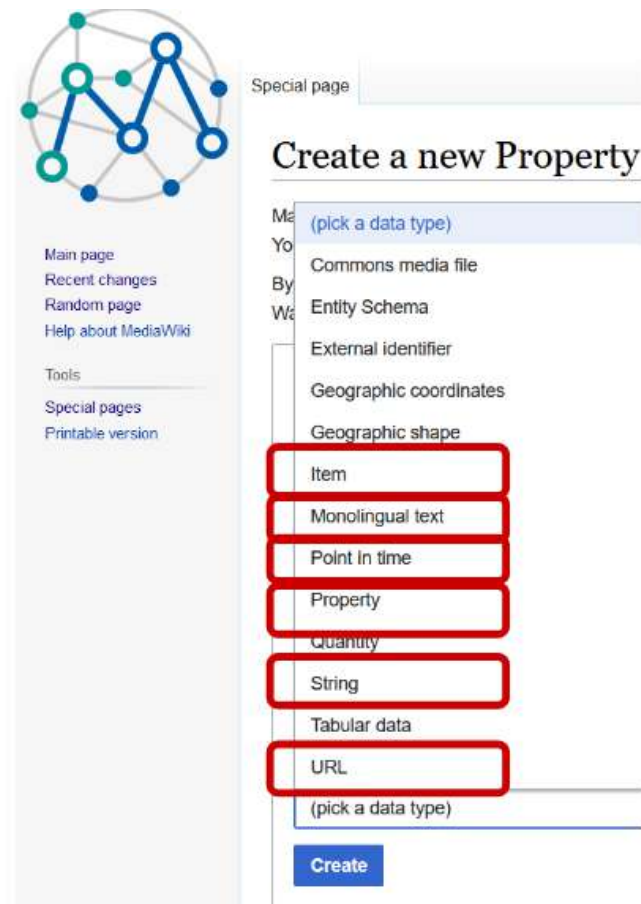 Special page
Create a new Property
Main page
Recent changes
Random page
Help about MediaWiki
Tools
Special pages
Printable version
Ma
Yo
By
Wa
(pick a data type)
Commons media file
Entity Schema
External identifier
Geographic coordinates
Geographic shape
Item
Monolingual text
Point in time
Property
Quantity
String
Tabular data
URL
(pick a data type)
Create